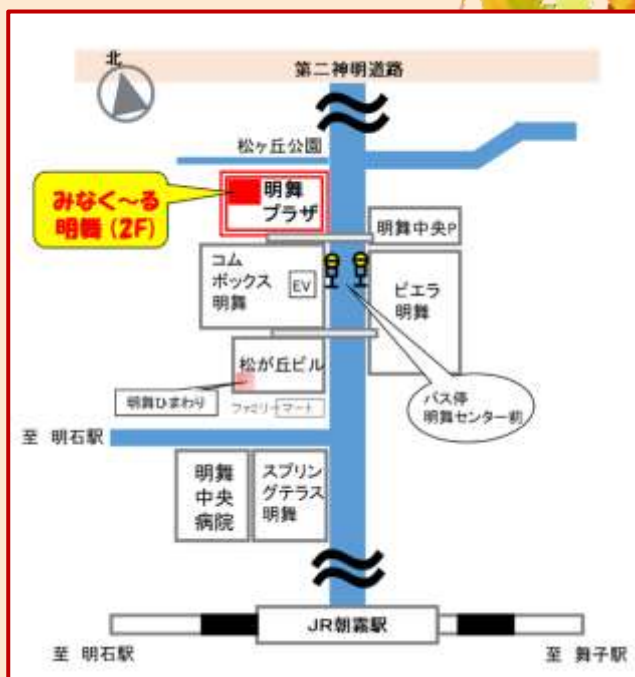 北
第二神明道路
松ヶ丘公園
みなく～る
明舞(2F)
明舞
プラザ
明舞中央P
コム
ボックス
明舞
EV
ピエラ
明舞
松が丘ビル
明舞ひまわり
ファミリーマート
バス停
明舞センター前
至 明石駅
明舞
中央
病院
スプリン
グテラス
明舞
JR朝霧駅
至 明石駅
至 舞子駅